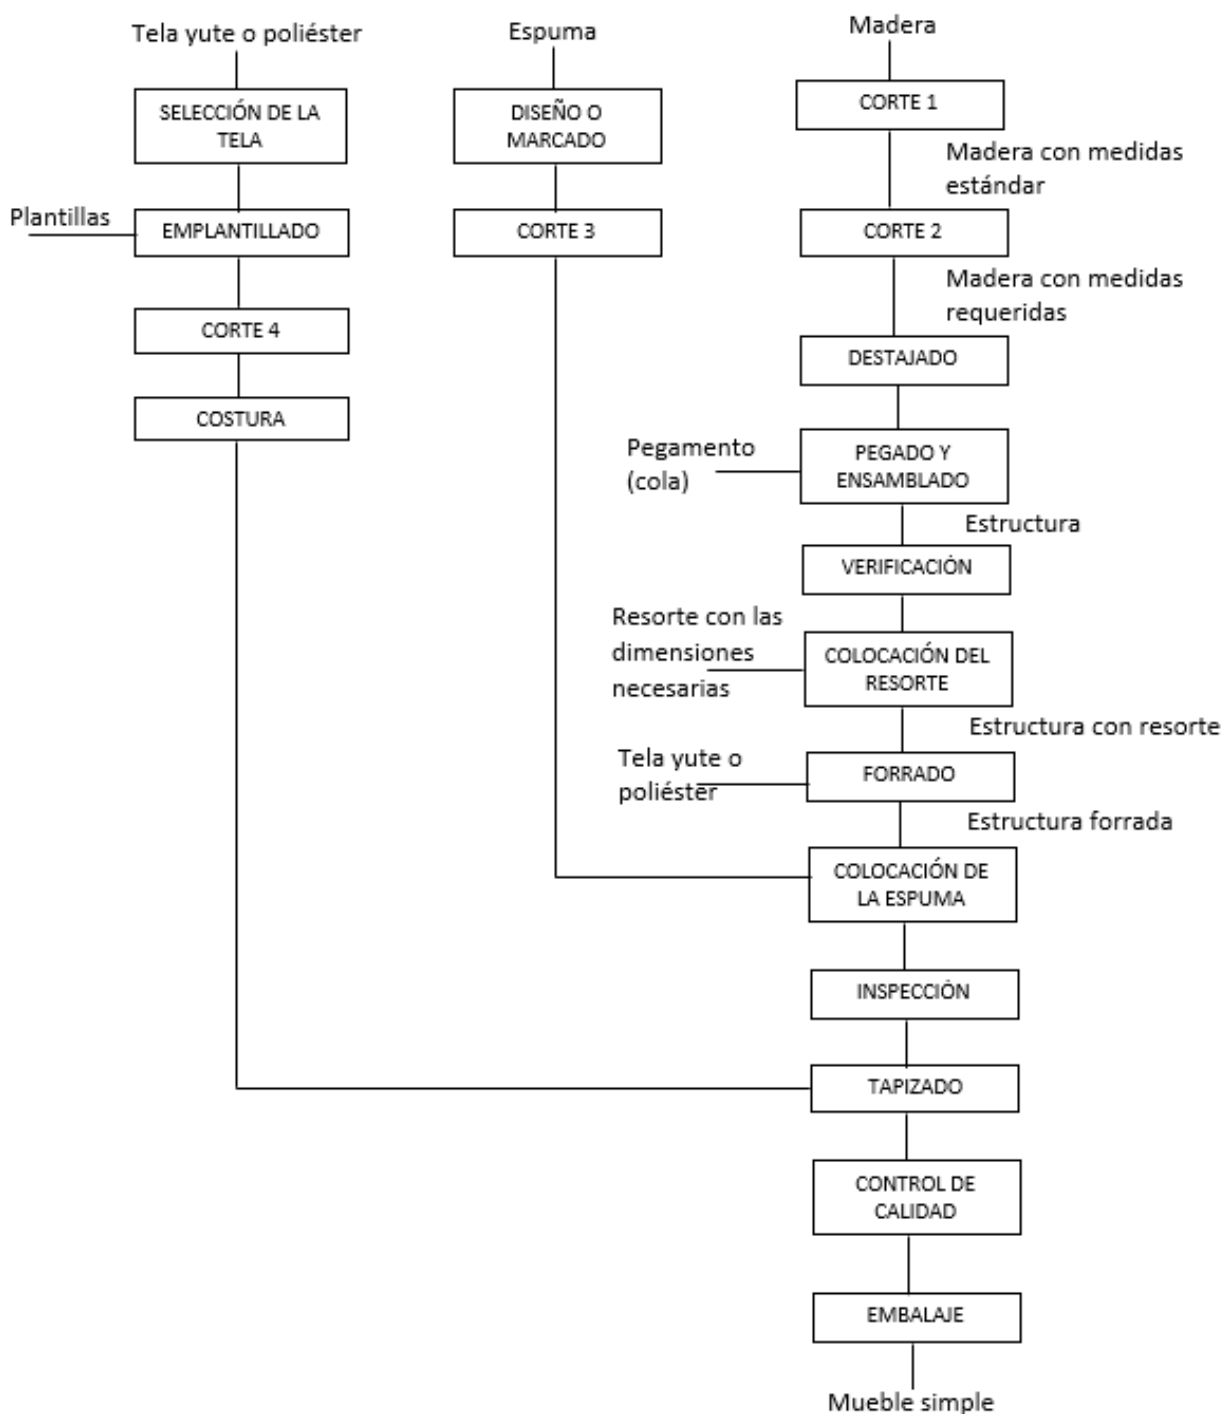 Tela yute o poliéster
SELECCIÓN DE LA
TELA
Plantillas
EMPLANTILLADO
CORTE 4
COSTURA
Espuma
DISEÑO O
MARCADO
CORTE 3
Madera
CORTE 1
Madera con medidas
estándar
CORTE 2
Madera con medidas
requeridas
DESTAJADO
Pegamento
(cola)
PEGADO Y
ENSAMBLADO
Estructura
VERIFICACIÓN
Resorte con las
dimensiones
necesarias
COLOCACIÓN DEL
RESORTE
Estructura con resorte
Tela yute o
poliéster
FORRADO
Estructura forrada
COLOCACIÓN DE
LA ESPUMA
INSPECCIÓN
TAPIZADO
CONTROL DE
CALIDAD
EMBALAJE
Mueble simple